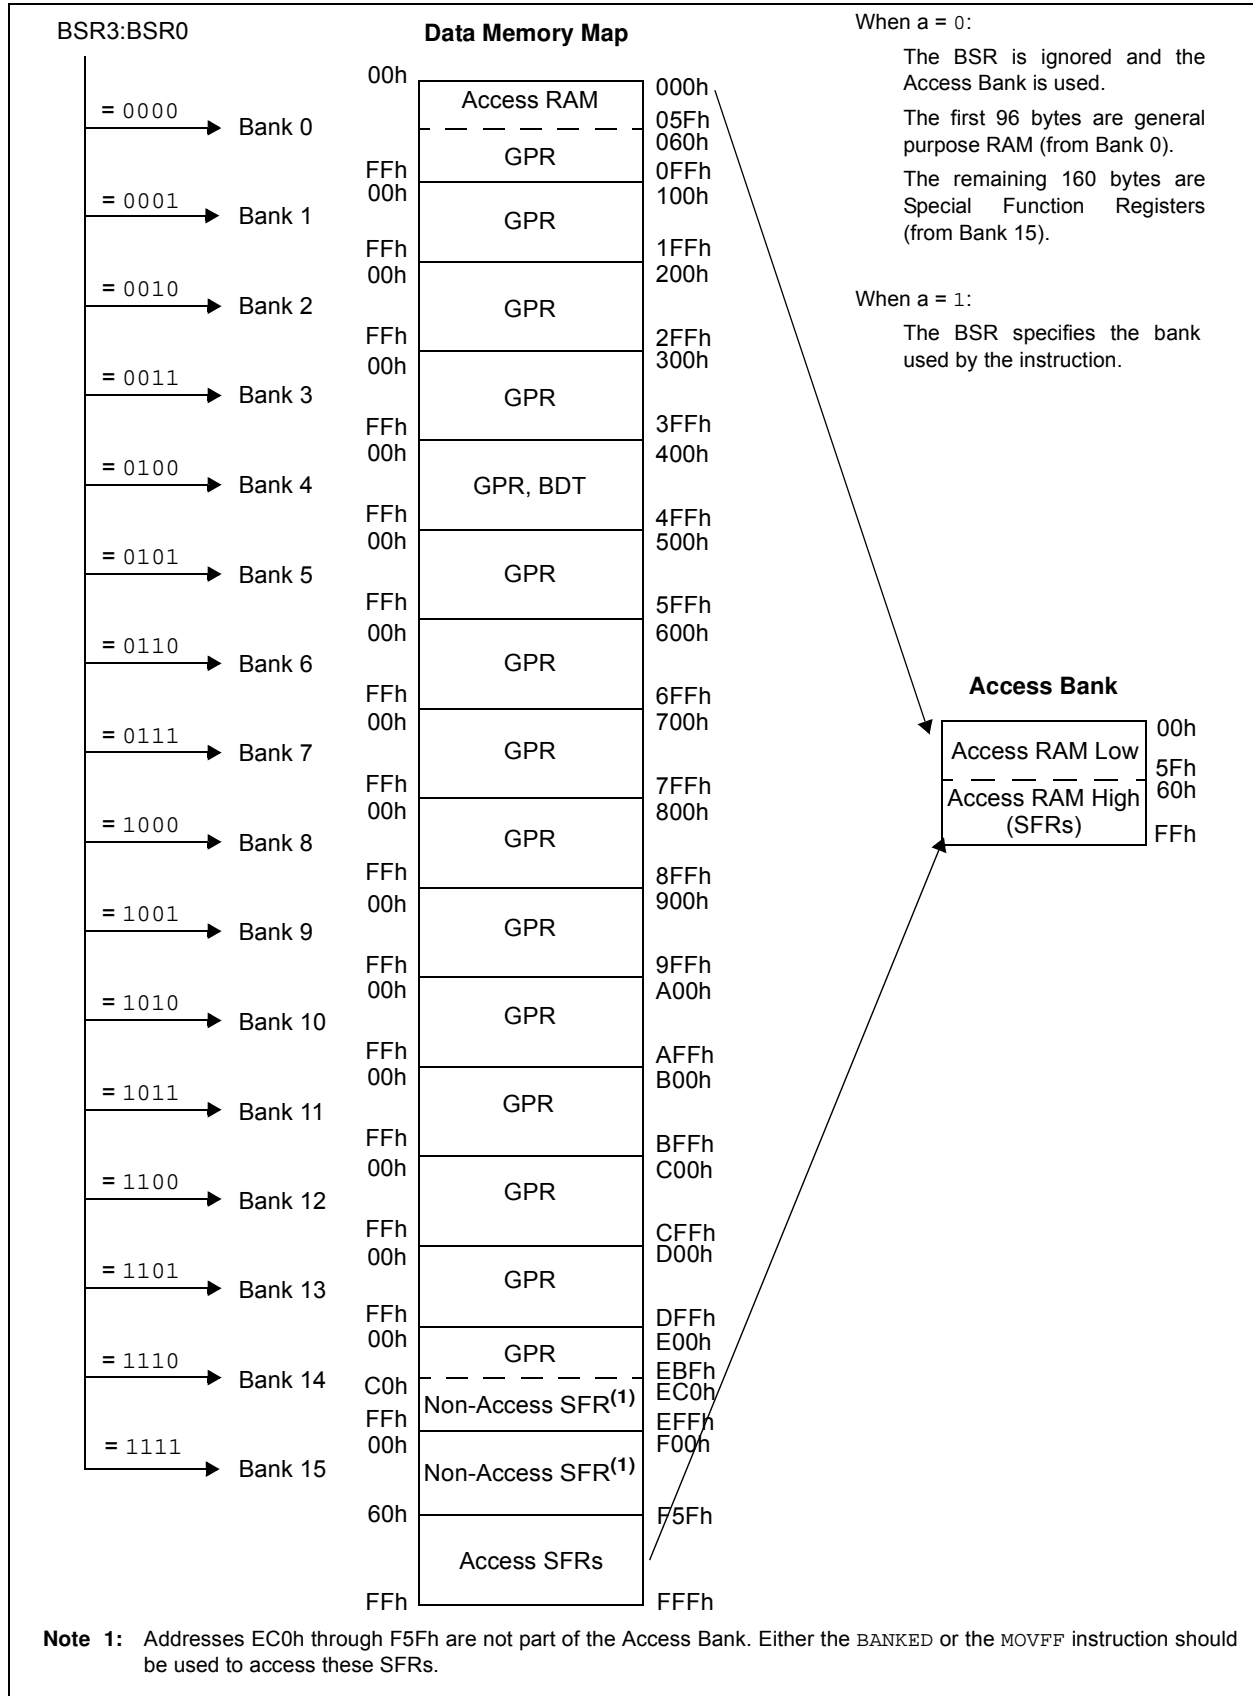 BSR3:BSR0
Data Memory Map
When a = 0:
The BSR is ignored and the
Access Bank is used.
The first 96 bytes are general
purpose RAM (from Bank 0).
The remaining 160 bytes are
Special Function Registers
(from Bank 15).
When a = 1:
The BSR specifies the bank
used by the instruction.
= 0000
Bank 0
00h
Access RAM
000h
05Fh
060h
GPR
FFh
0FFh
= 0001
Bank 1
00h
100h
GPR
FFh
1FFh
= 0010
Bank 2
00h
200h
GPR
FFh
2FFh
= 0011
Bank 3
00h
300h
GPR
FFh
3FFh
= 0100
Bank 4
00h
400h
GPR, BDT
FFh
4FFh
= 0101
Bank 5
00h
500h
GPR
FFh
5FFh
= 0110
Bank 6
00h
600h
GPR
FFh
6FFh
= 0111
Bank 7
00h
700h
GPR
FFh
7FFh
= 1000
Bank 8
00h
800h
GPR
FFh
8FFh
= 1001
Bank 9
00h
900h
GPR
FFh
9FFh
= 1010
Bank 10
00h
A00h
GPR
FFh
AFFh
= 1011
Bank 11
00h
B00h
GPR
FFh
BFFh
= 1100
Bank 12
00h
C00h
GPR
FFh
CFFh
= 1101
Bank 13
00h
D00h
GPR
FFh
DFFh
= 1110
Bank 14
00h
E00h
GPR
EBFh
C0h
EC0h
Non-Access SFR(1)
FFh
EFFh
= 1111
Bank 15
00h
F00h
Non-Access SFR(1)
60h
F5Fh
Access SFRs
FFh
FFFh
Access Bank
00h
Access RAM Low
5Fh
60h
Access RAM High
(SFRs)
FFh
Note 1: Addresses EC0h through F5Fh are not part of the Access Bank. Either the BANKED or the MOVFF instruction should
be used to access these SFRs.